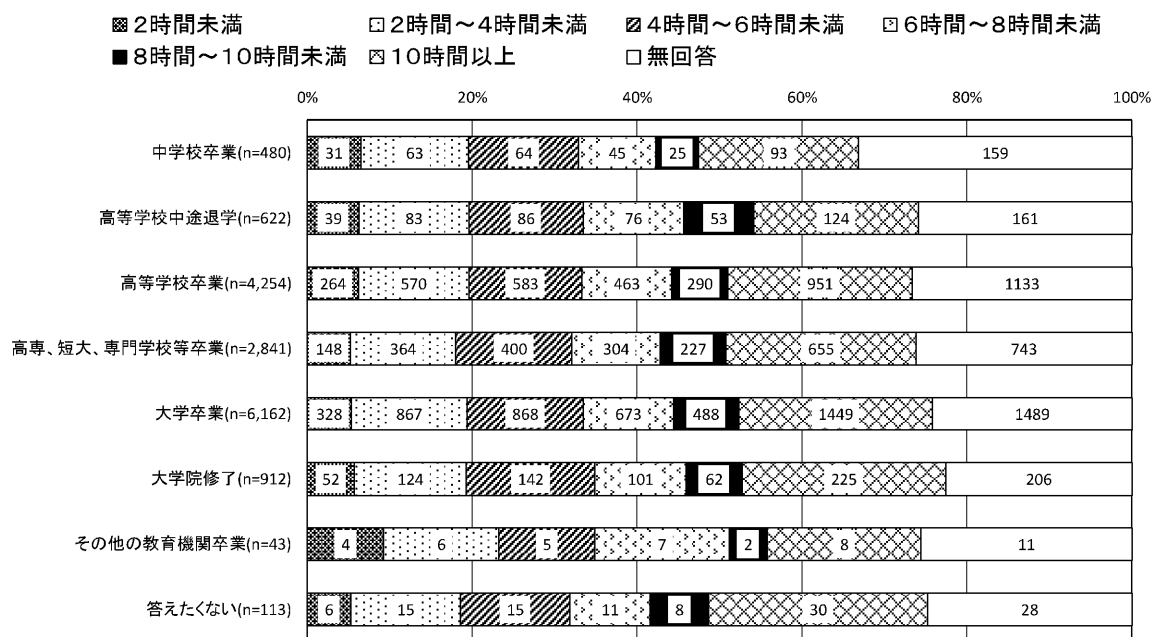 2時間未満 2時間～4時間未満 4時間～6時間未満 6時間～8時間未満
8時間～10時間未満 10時間以上 無回答
0% 20% 40% 60% 80% 100%
中学校卒業(n=480) 31 63 64 45 25 93 159
高等学校中途退学(n=622) 39 83 86 76 53 124 161
高等学校卒業(n=4,254) 264 570 583 463 290 951 1133
高専、短大、専門学校等卒業(n=2,841) 148 364 400 304 227 655 743
大学卒業(n=6,162) 328 867 868 673 488 1449 1489
大学院修了(n=912) 52 124 142 101 62 225 206
その他の教育機関卒業(n=43) 4 6 5 7 2 8 11
答えたくない(n=113) 6 15 15 11 8 30 28